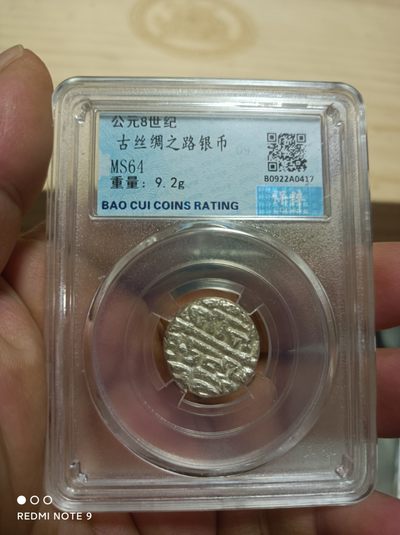 公元8世纪
古丝绸之路银币
MS64
重量: 9.2g
B0922A0417
BAO CUI COINS RATING
REDMI NOTE 9